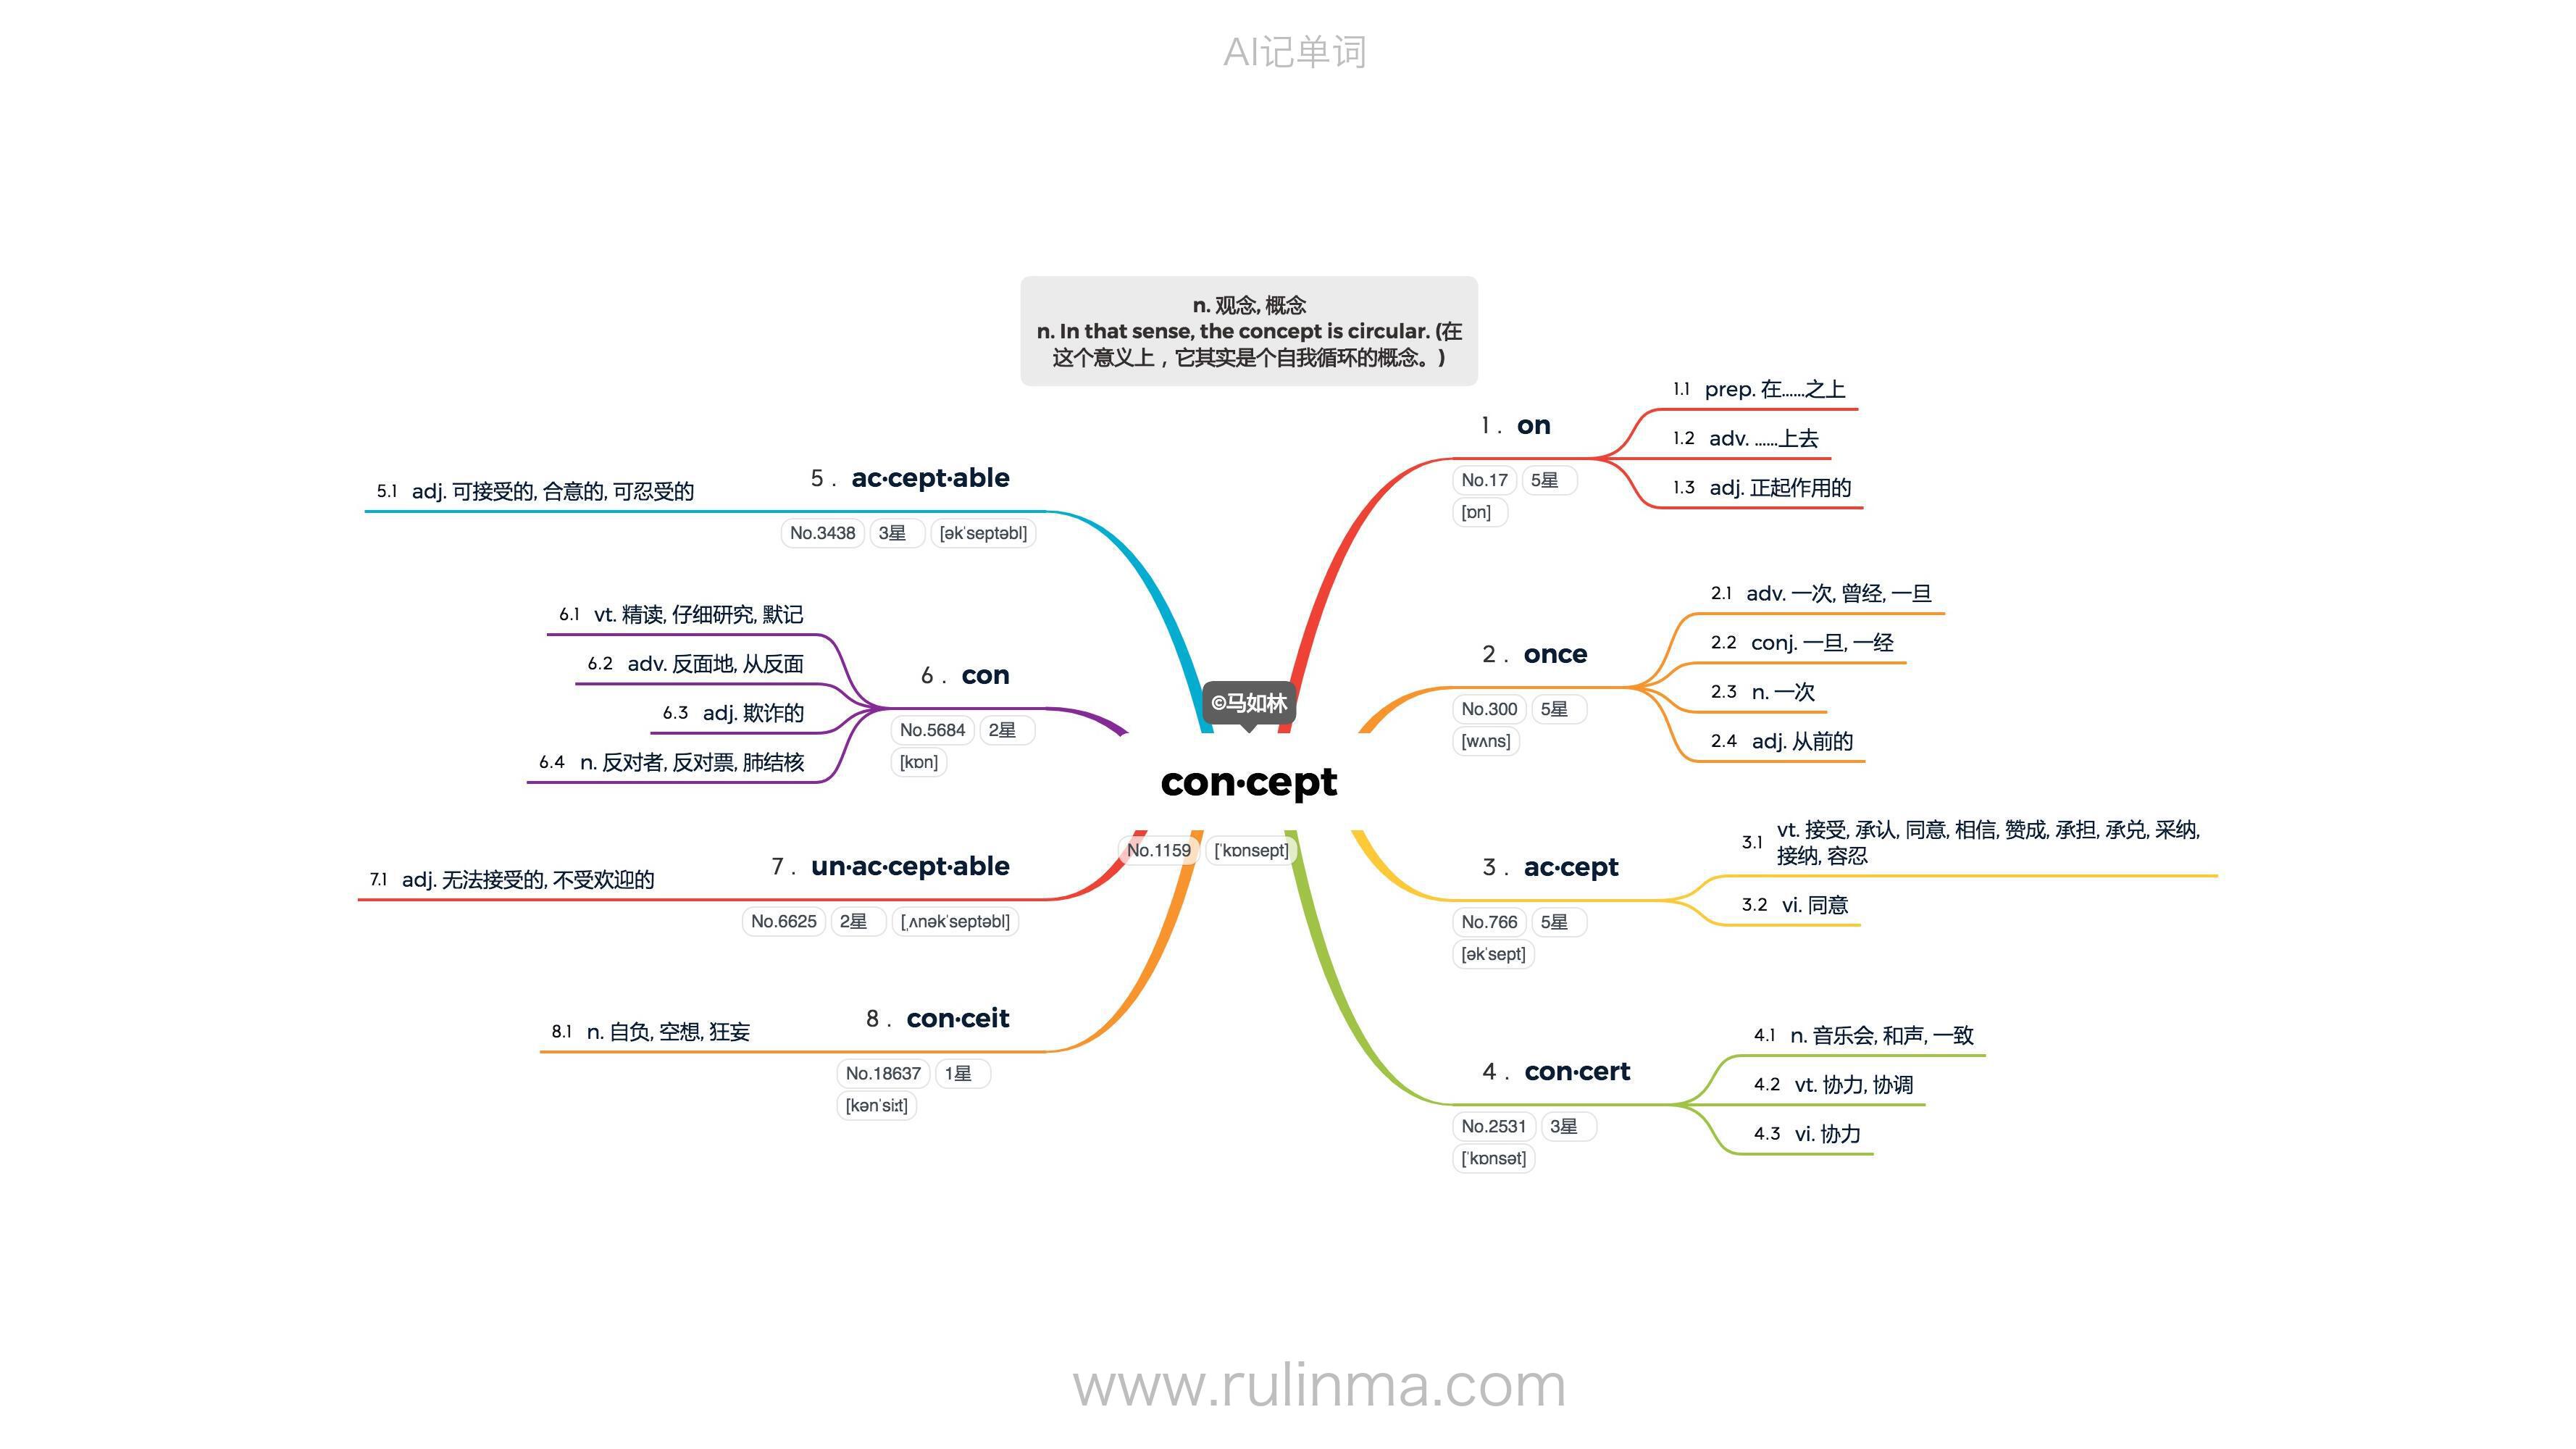 AI记单词
n. 观念, 概念
n. In that sense, the concept is circular. (在
这个意义上，它其实是个自我循环的概念。)
©马如林
con·cept
No.1159 ['kɒnsept]
1 . on
No.17 5星
[ɒn]
1.1 prep. 在……之上
1.2 adv. ……上去
1.3 adj. 正起作用的
2 . once
No.300 5星
[wʌns]
2.1 adv. 一次, 曾经, 一旦
2.2 conj. 一旦, 一经
2.3 n. 一次
2.4 adj. 从前的
3 . ac·cept
No.766 5星
[ək'sept]
3.1 vt. 接受, 承认, 同意, 相信, 赞成, 承担, 承兑, 采纳,
接纳, 容忍
3.2 vi. 同意
4 . con·cert
No.2531 3星
['kɒnsət]
4.1 n. 音乐会, 和声, 一致
4.2 vt. 协力, 协调
4.3 vi. 协力
5 . ac·cept·able
No.3438 3星 [ək'septəbl]
5.1 adj. 可接受的, 合意的, 可忍受的
6 . con
No.5684 2星
[kɒn]
6.1 vt. 精读, 仔细研究, 默记
6.2 adv. 反面地, 从反面
6.3 adj. 欺诈的
6.4 n. 反对者, 反对票, 肺结核
7 . un·ac·cept·able
No.6625 2星 [ˌʌnək'septəbl]
7.1 adj. 无法接受的, 不受欢迎的
8 . con·ceit
No.18637 1星
[kən'siːt]
8.1 n. 自负, 空想, 狂妄
www.rulinma.com